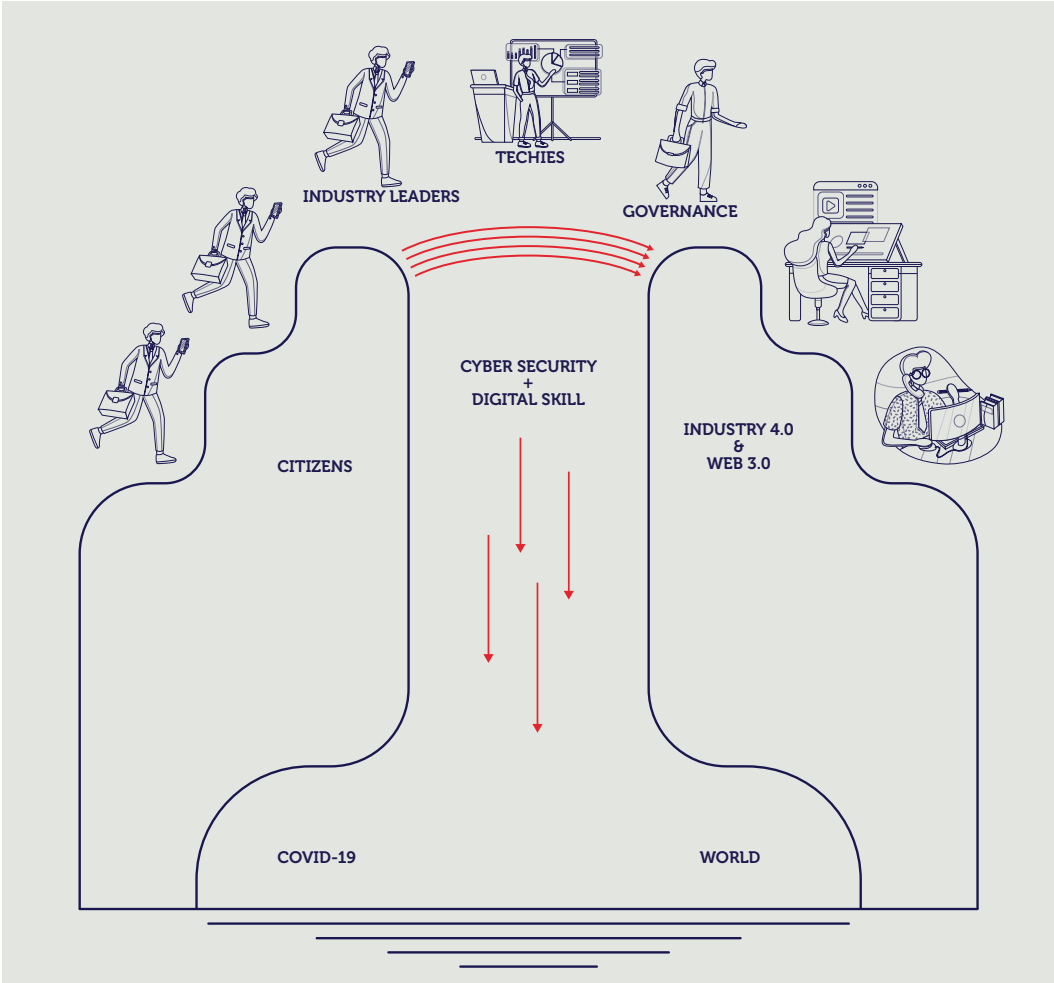 TECHIES
INDUSTRY LEADERS
GOVERNANCE
CYBER SECURITY
+
DIGITAL SKILL
INDUSTRY 4.0
&
WEB 3.0
CITIZENS
COVID-19
WORLD